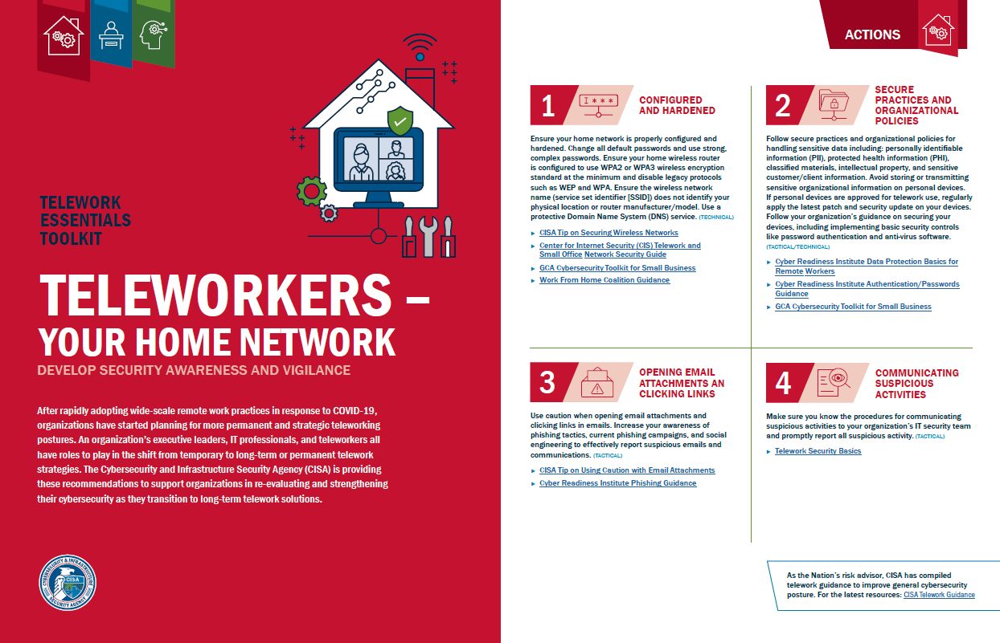 TELEWORK
ESSENTIALS
TOOLKIT
TELEWORKERS –
YOUR HOME NETWORK
DEVELOP SECURITY AWARENESS AND VIGILANCE
After rapidly adopting wide-scale remote work practices in response to COVID-19,
organizations have started planning for more permanent and strategic teleworking
postures. An organization's executive leaders, IT professionals, and teleworkers all
have roles to play in the shift from temporary to long-term or permanent telework
strategies. The Cybersecurity and Infrastructure Security Agency (CISA) is providing
these recommendations to support organizations in re-evaluating and strengthening
their cybersecurity as they transition to long-term telework solutions.
CYBERSECURITY & INFRASTRUCTURE
CISA
SECURITY AGENCY
ACTIONS
1
CONFIGURED
AND HARDENED
Ensure your home network is properly configured and
hardened. Change all default passwords and use strong,
complex passwords. Ensure your home wireless router
is configured to use WPA2 or WPA3 wireless encryption
standard at the minimum and disable legacy protocols
such as WEP and WPA. Ensure the wireless network
name (service set identifier [SSID]) does not identify your
physical location or router manufacturer/model. Use a
protective Domain Name System (DNS) service. (TECHNICAL)
► CISA Tip on Securing Wireless Networks
► Center for Internet Security (CIS) Telework and
Small Office Network Security Guide
► GCA Cybersecurity Toolkit for Small Business
► Work From Home Coalition Guidance
2
SECURE
PRACTICES AND
ORGANIZATIONAL
POLICIES
Follow secure practices and organizational policies for
handling sensitive data including: personally identifiable
information (PII), protected health information (PHI),
classified materials, intellectual property, and sensitive
customer/client information. Avoid storing or transmitting
sensitive organizational information on personal devices.
If personal devices are approved for telework use, regularly
apply the latest patch and security update on your devices.
Follow your organization's guidance on securing your
devices, including implementing basic security controls
like password authentication and anti-virus software.
(TACTICAL/TECHNICAL)
► Cyber Readiness Institute Data Protection Basics for
Remote Workers
► Cyber Readiness Institute Authentication/Passwords
Guidance
► GCA Cybersecurity Toolkit for Small Business
3
OPENING EMAIL
ATTACHMENTS AN
CLICKING LINKS
Use caution when opening email attachments and
clicking links in emails. Increase your awareness of
phishing tactics, current phishing campaigns, and social
engineering to effectively report suspicious emails and
communications. (TACTICAL)
► CISA Tip on Using Caution with Email Attachments
► Cyber Readiness Institute Phishing Guidance
4
COMMUNICATING
SUSPICIOUS
ACTIVITIES
Make sure you know the procedures for communicating
suspicious activities to your organization's IT security team
and promptly report all suspicious activity. (TACTICAL)
► Telework Security Basics
As the Nation's risk advisor, CISA has compiled
telework guidance to improve general cybersecurity
posture. For the latest resources: CISA Telework Guidance